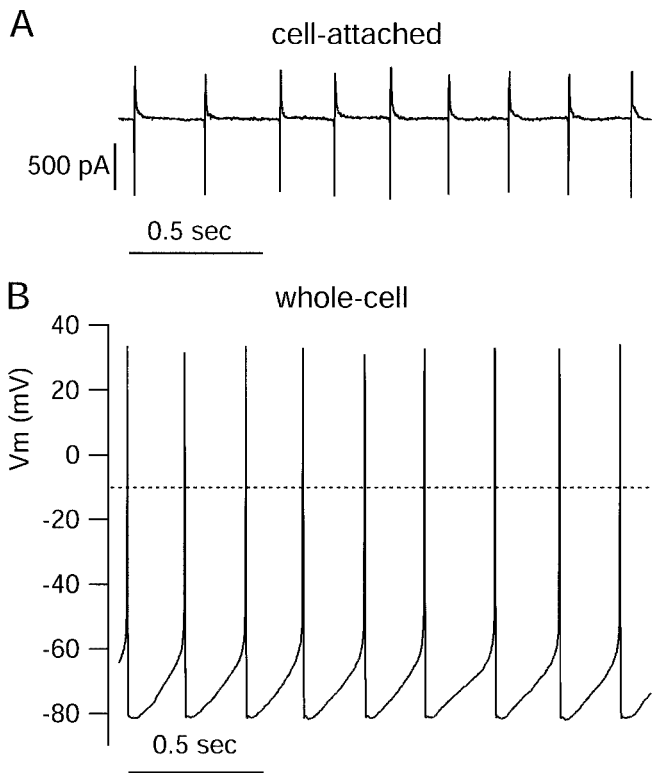 A
cell-attached
500 pA
0.5 sec
B
whole-cell
40
20
0
-20
-40
-60
-80
Vm (mV)
0.5 sec